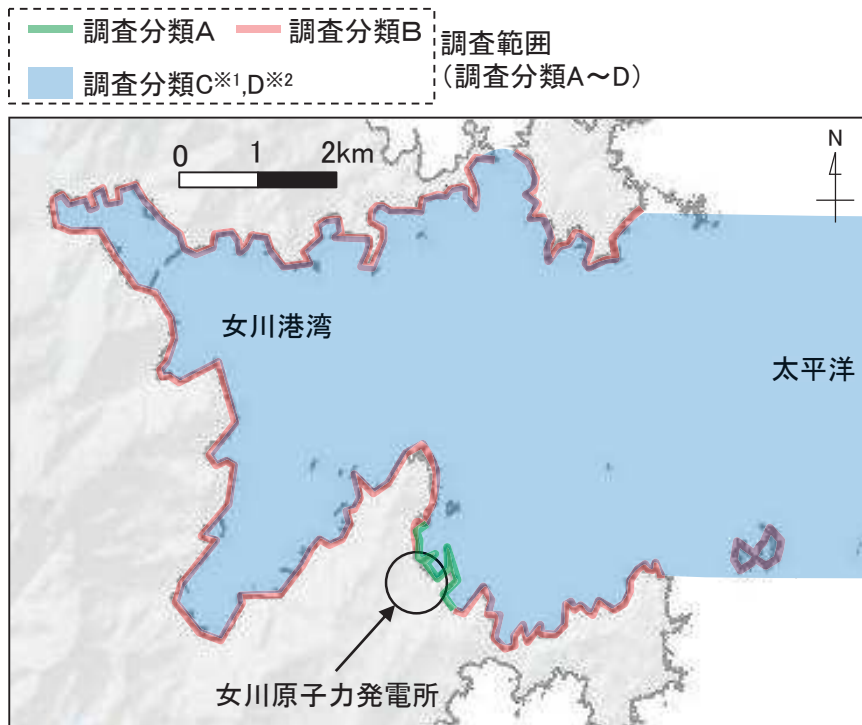 調査分類A 調査分類B
調査分類C※1,D※2
調査範囲
(調査分類A～D)
0 1 2km
N
女川港湾
太平洋
女川原子力発電所